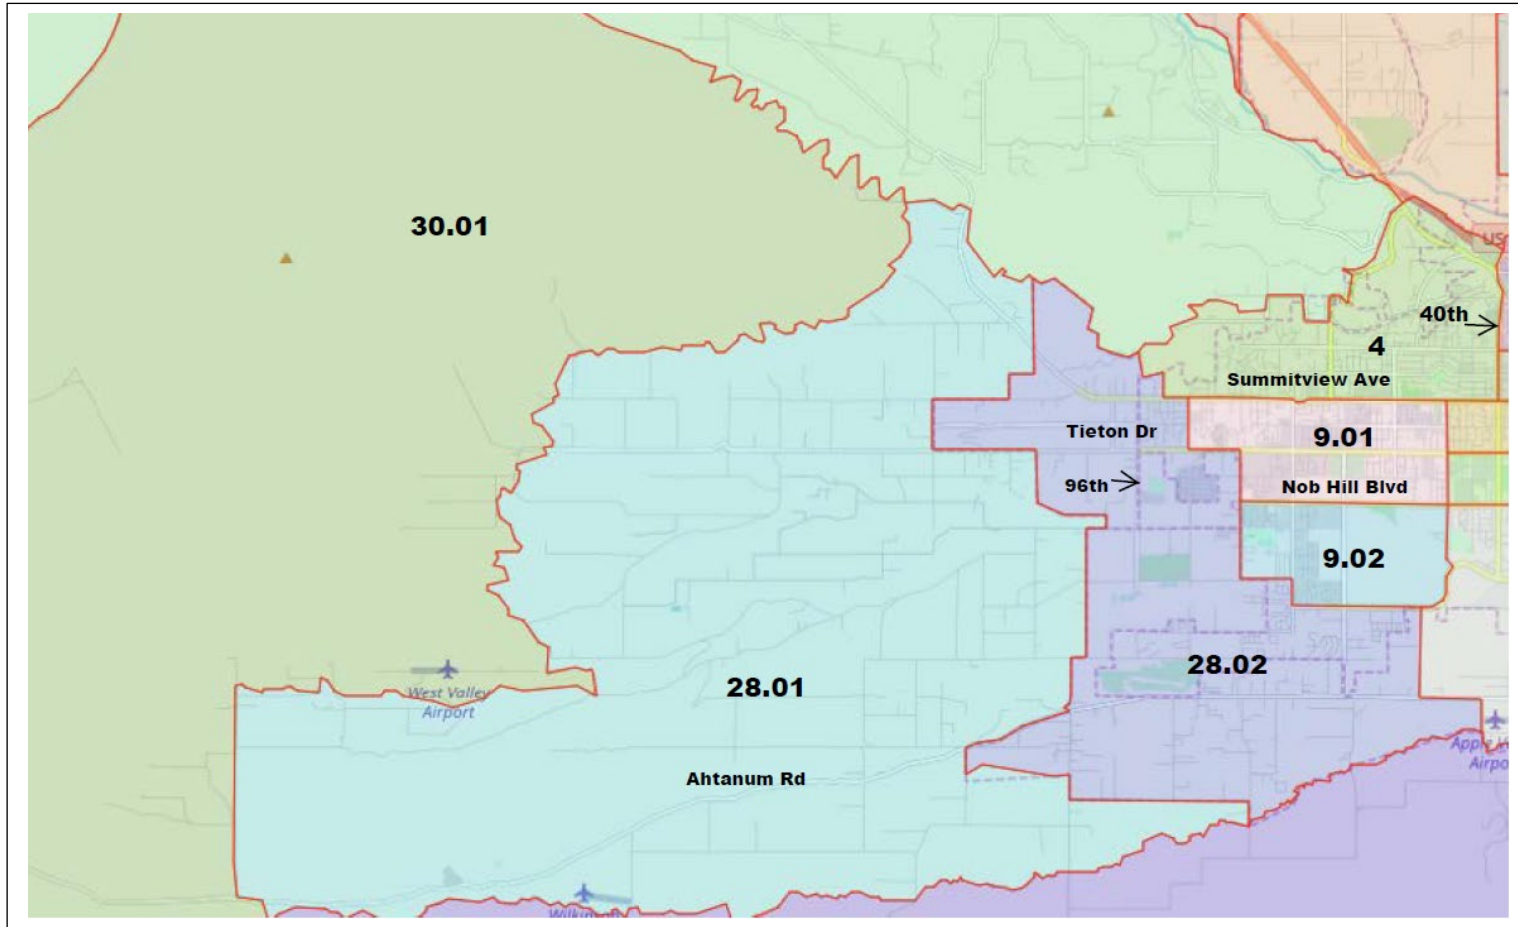 30.01
US
40th
4
Summitview Ave
Tieton Dr
9.01
96th
Nob Hill Blvd
9.02
28.02
28.01
West Valley
Airport
Ahtanum Rd